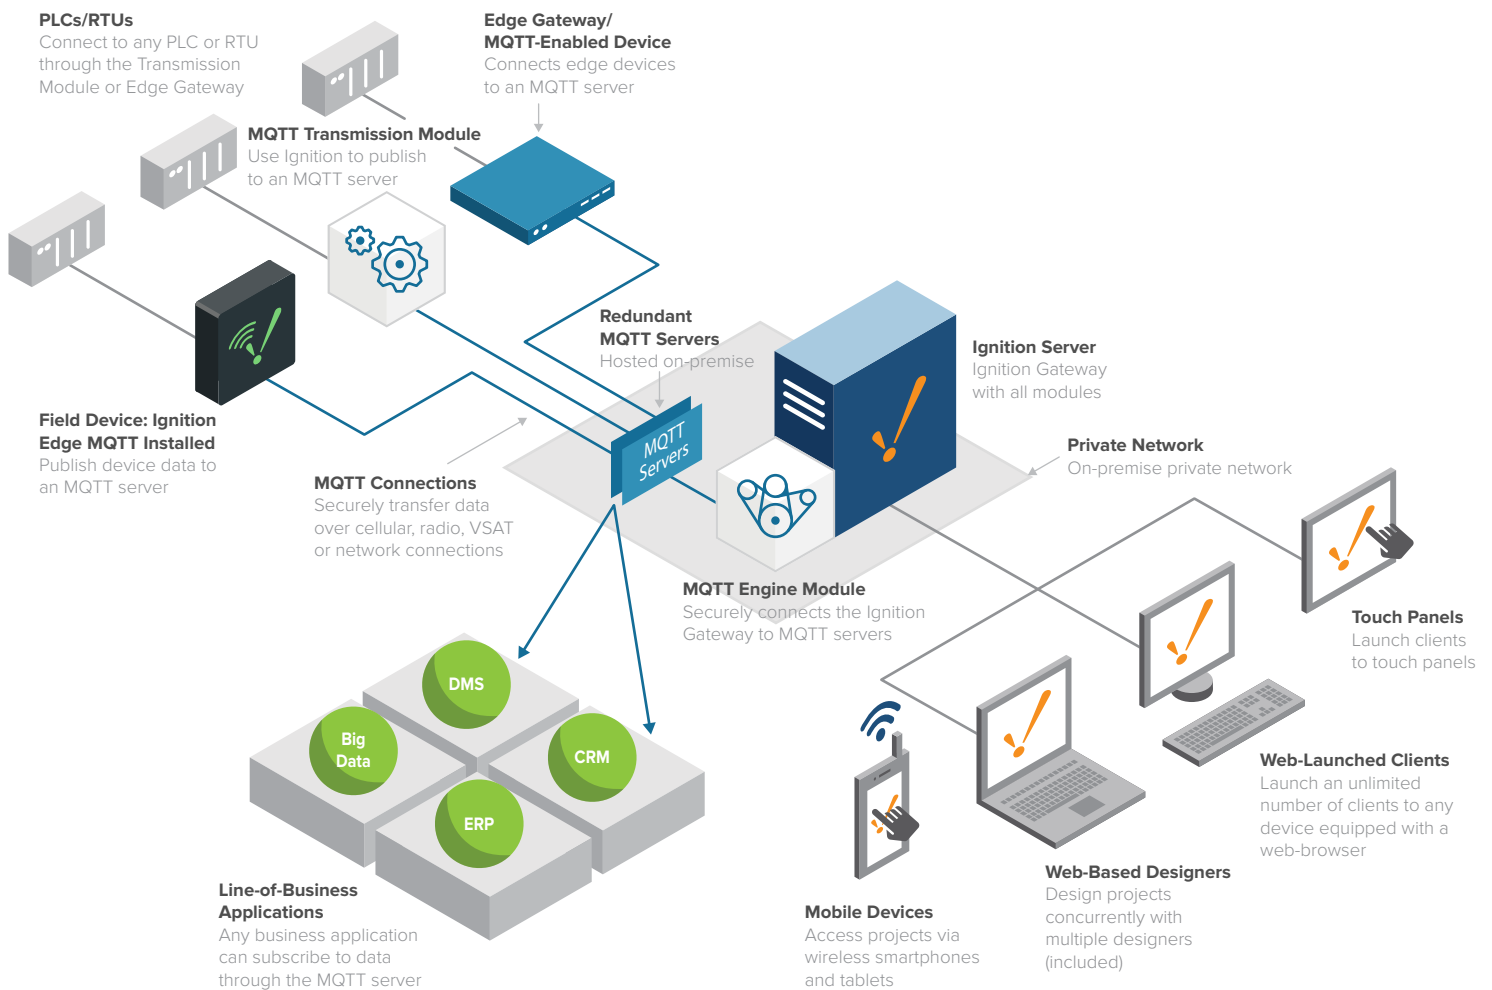 PLCs/RTUs
Connect to any PLC or RTU
through the Transmission
Module or Edge Gateway
Edge Gateway/
MQTT-Enabled Device
Connects edge devices
to an MQTT server
MQTT Transmission Module
Use Ignition to publish
to an MQTT server
Redundant
MQTT Servers
Hosted on-premise
Ignition Server
Ignition Gateway
with all modules
Field Device: Ignition
Edge MQTT Installed
Publish device data to
an MQTT server
MQTT
Servers
Private Network
On-premise private network
MQTT Connections
Securely transfer data
over cellular, radio, VSAT
or network connections
MQTT Engine Module
Securely connects the Ignition
Gateway to MQTT servers
Touch Panels
Launch clients
to touch panels
DMS
Big
Data
CRM
ERP
Web-Launched Clients
Launch an unlimited
number of clients to any
device equipped with a
web-browser
Line-of-Business
Applications
Any business application
can subscribe to data
through the MQTT server
Mobile Devices
Access projects via
wireless smartphones
and tablets
Web-Based Designers
Design projects
concurrently with
multiple designers
(included)